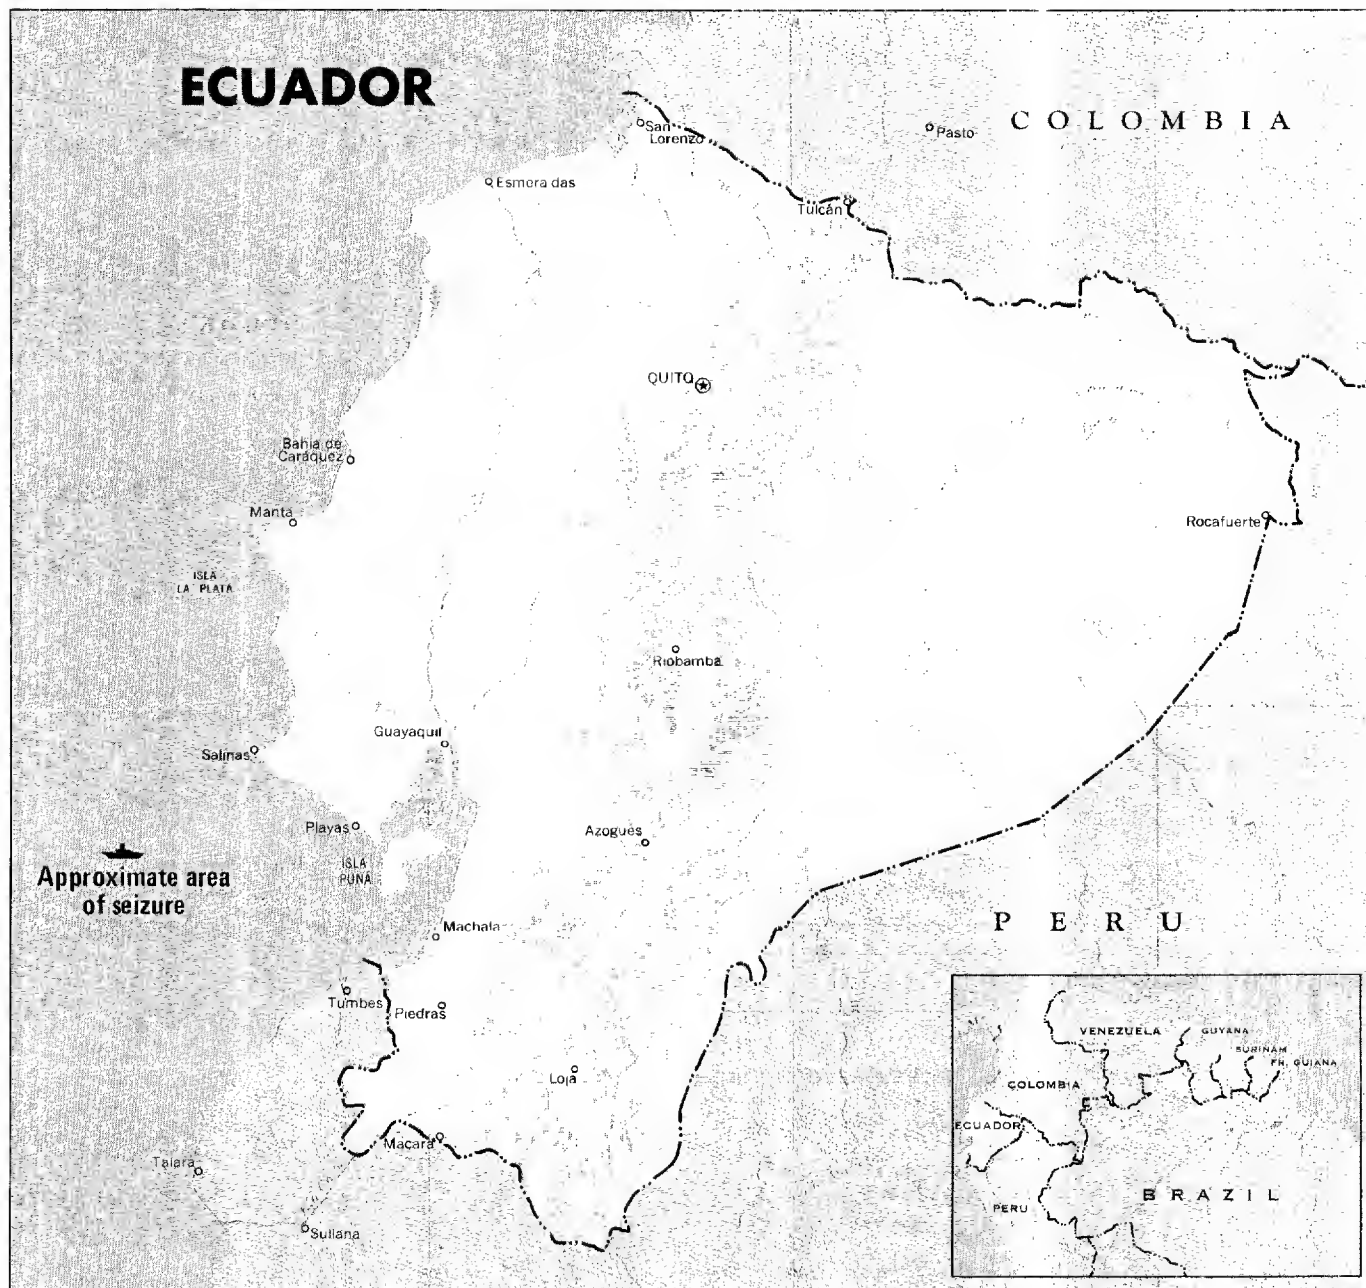 ECUADOR
COLOMBIA
San
Lorenzo
Pasto
Esmeraldas
Tulcán
QUITO
Bahía de
Caráquez
Manta
Rocafuerte
ISLA
LA PLATA
Riobamba
Guayaquil
Salinas
Playas
Azogues
Approximate area
of seizure
ISLA
PUNÁ
Machala
PERU
Tumbes
Piedras
Loja
Macará
Talara
Sullana
VENEZUELA
GUYANA
SURINAM
FR. GUIANA
COLOMBIA
ECUADOR
PERU
BRAZIL